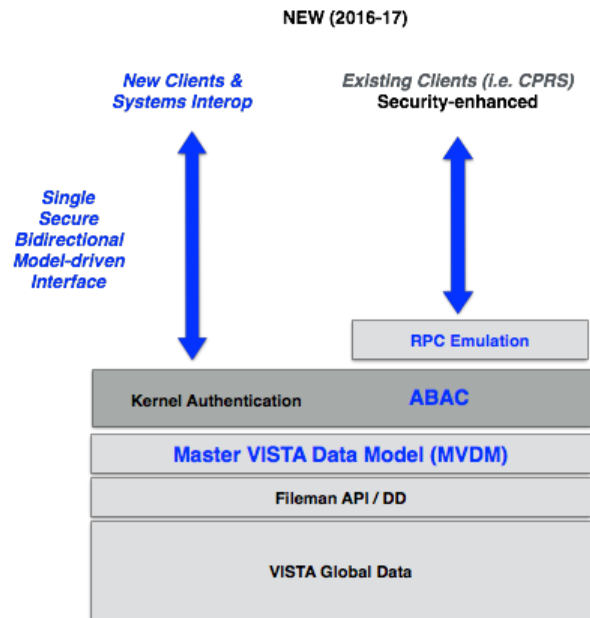 NEW (2016-17)
New Clients &
Systems Interop
Existing Clients (i.e. CPRS)
Security-enhanced
Single
Secure
Bidirectional
Model-driven
Interface
RPC Emulation
Kernel Authentication
ABAC
Master VISTA Data Model (MVDM)
Fileman API / DD
VISTA Global Data